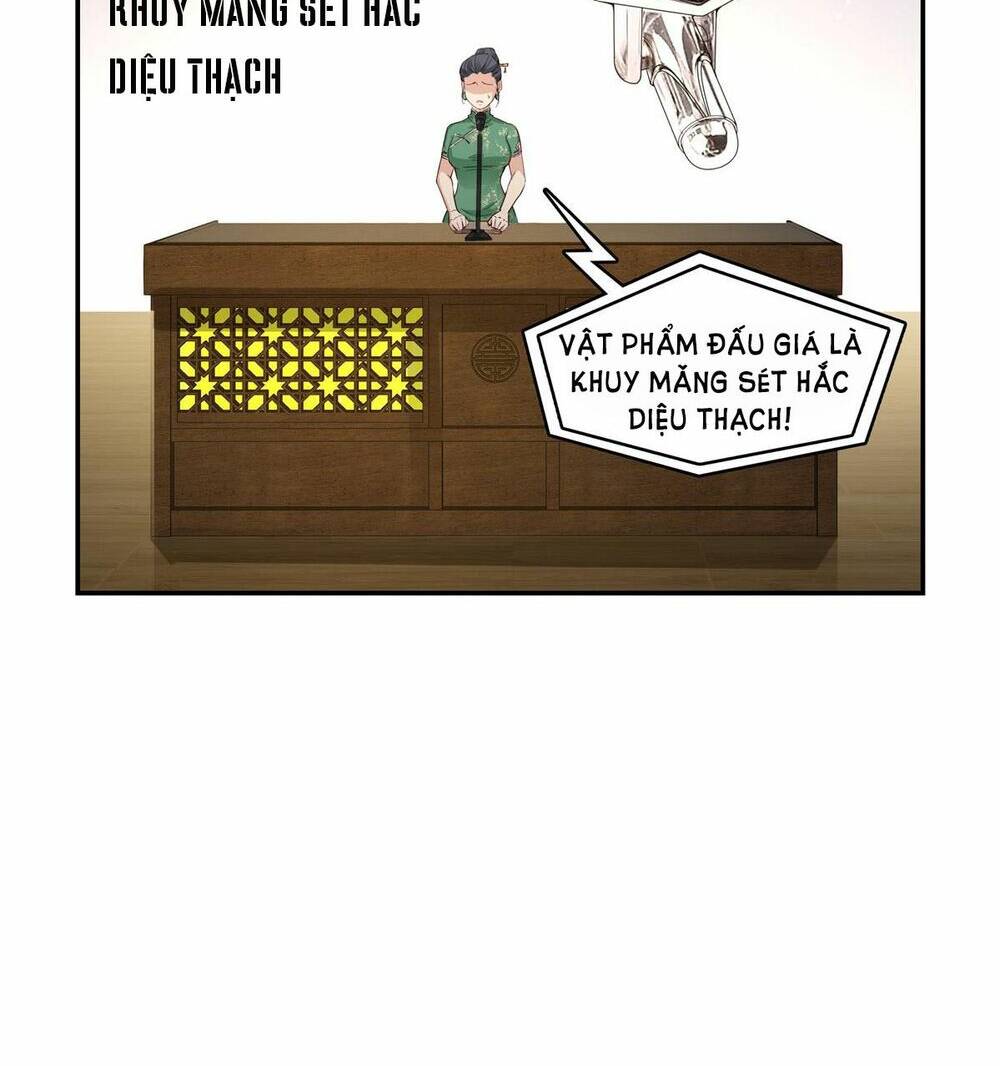 KHUY MĂNG SÉT HẮC
DIỆU THẠCH
VẬT PHẨM ĐẤU GIÁ LÀ
KHUY MĂNG SÉT HẮC
DIỆU THẠCH!